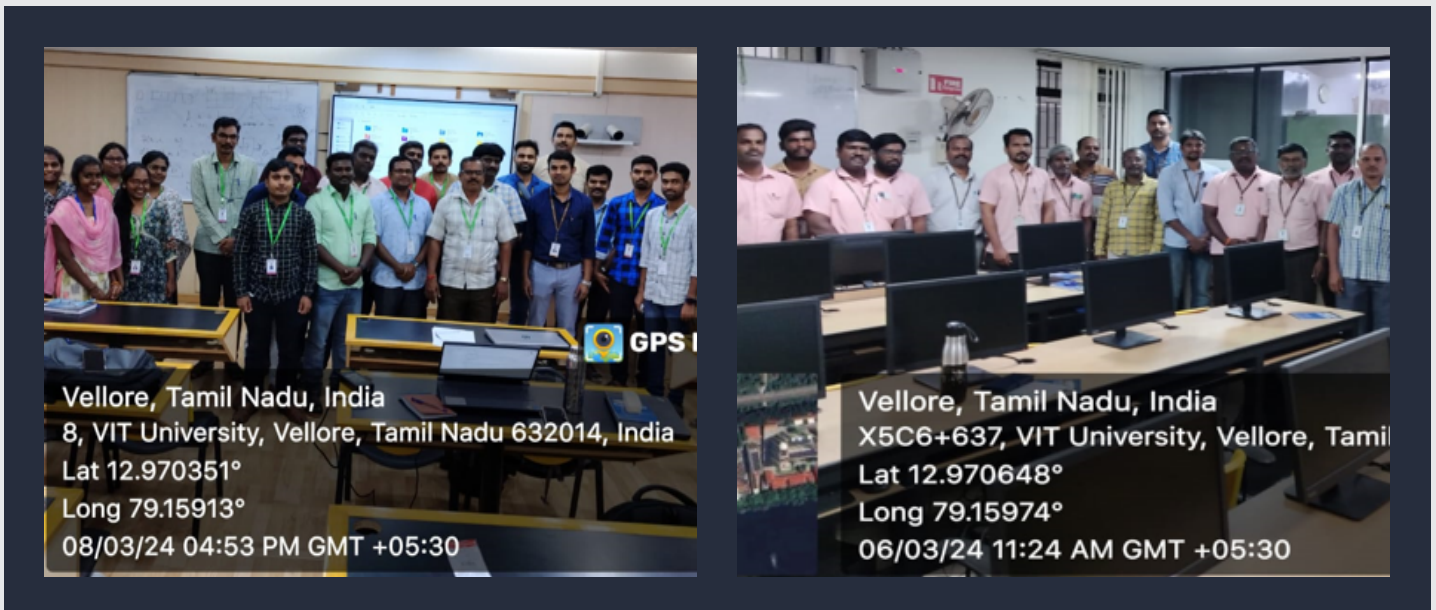 GPS
Vellore, Tamil Nadu, India
8, VIT University, Vellore, Tamil Nadu 632014, India
Lat 12.970351°
Long 79.15913°
08/03/24 04:53 PM GMT +05:30
Vellore, Tamil Nadu, India
X5C6+637, VIT University, Vellore, Tamil
Lat 12.970648°
Long 79.15974°
06/03/24 11:24 AM GMT +05:30